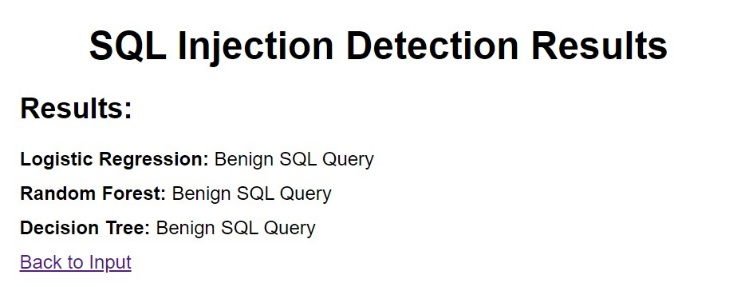 SQL Injection Detection Results
Results:
Logistic Regression: Benign SQL Query
Random Forest: Benign SQL Query
Decision Tree: Benign SQL Query
Back to Input